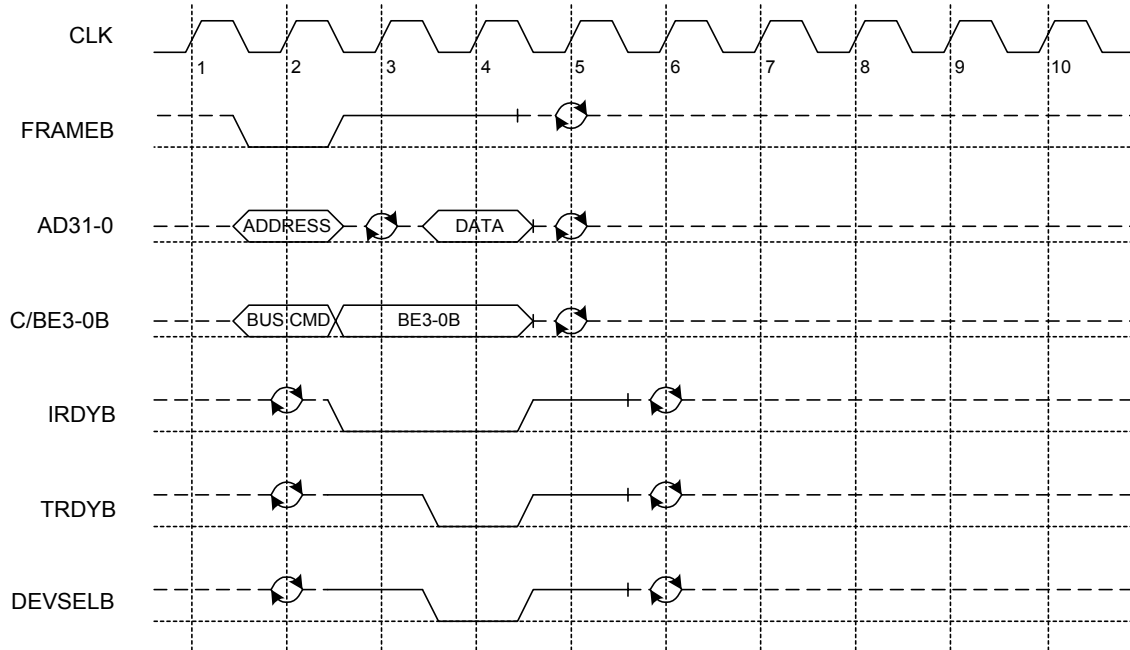 CLK
1 2 3 4 5 6 7 8 9 10
FRAMEB
AD31-0 ADDRESS DATA
C/BE3-0B BUS CMD BE3-0B
IRDYB
TRDYB
DEVSELB